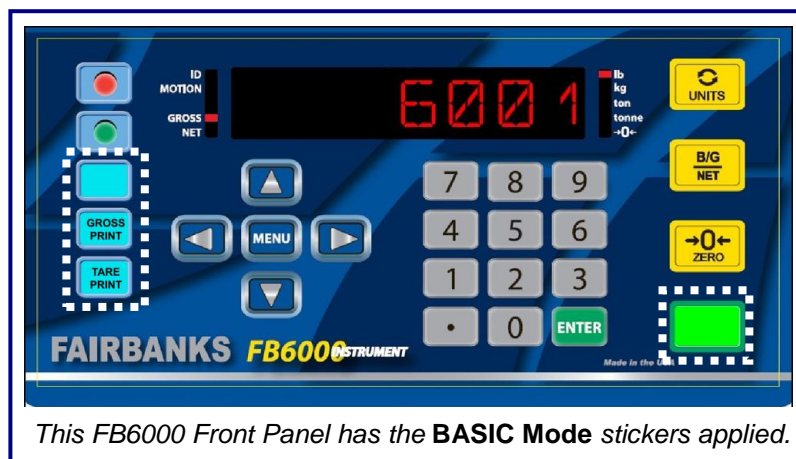 ID
MOTION
GROSS
NET
6001
lb
kg
ton
tonne
→0←
UNITS
B/G
NET
→0←
ZERO
GROSS
PRINT
TARE
PRINT
MENU
7 8 9
4 5 6
1 2 3
. 0 ENTER
FAIRBANKS FB6000 INSTRUMENT
Made in the
This FB6000 Front Panel has the BASIC Mode stickers applied.